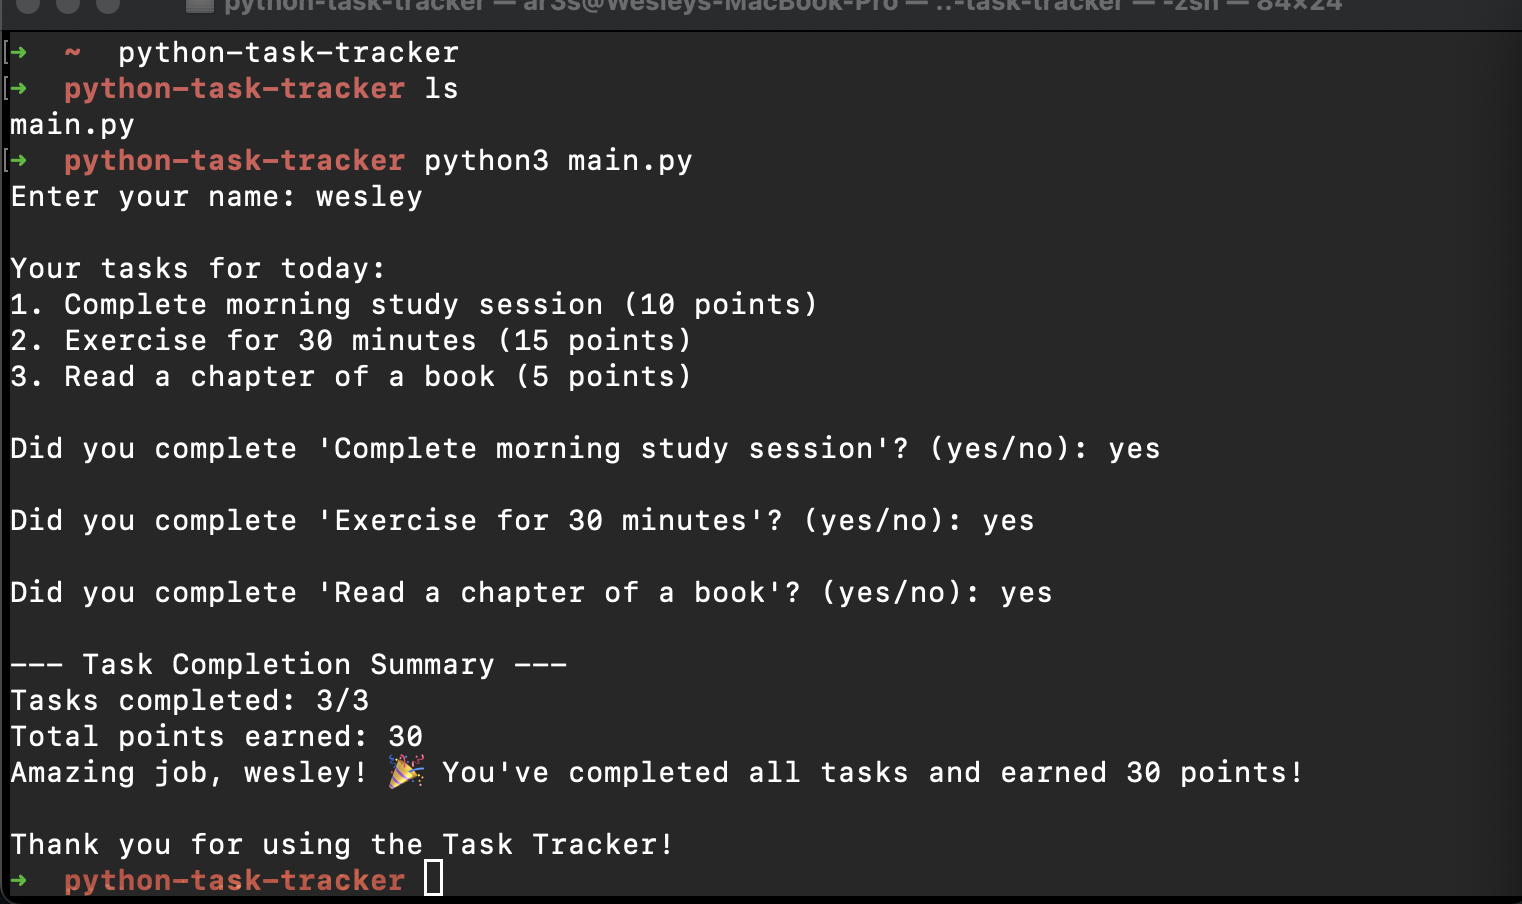 python-task-tracker — ar3s@Wesleys-MacBook-Pro — ..-task-tracker — -zsh — 84×24
[➜ ~ python-task-tracker
[➜ python-task-tracker ls
main.py
[➜ python-task-tracker python3 main.py
Enter your name: wesley
Your tasks for today:
1. Complete morning study session (10 points)
2. Exercise for 30 minutes (15 points)
3. Read a chapter of a book (5 points)
Did you complete 'Complete morning study session'? (yes/no): yes
Did you complete 'Exercise for 30 minutes'? (yes/no): yes
Did you complete 'Read a chapter of a book'? (yes/no): yes
--- Task Completion Summary ---
Tasks completed: 3/3
Total points earned: 30
Amazing job, wesley! 🎉 You've completed all tasks and earned 30 points!
Thank you for using the Task Tracker!
➜ python-task-tracker